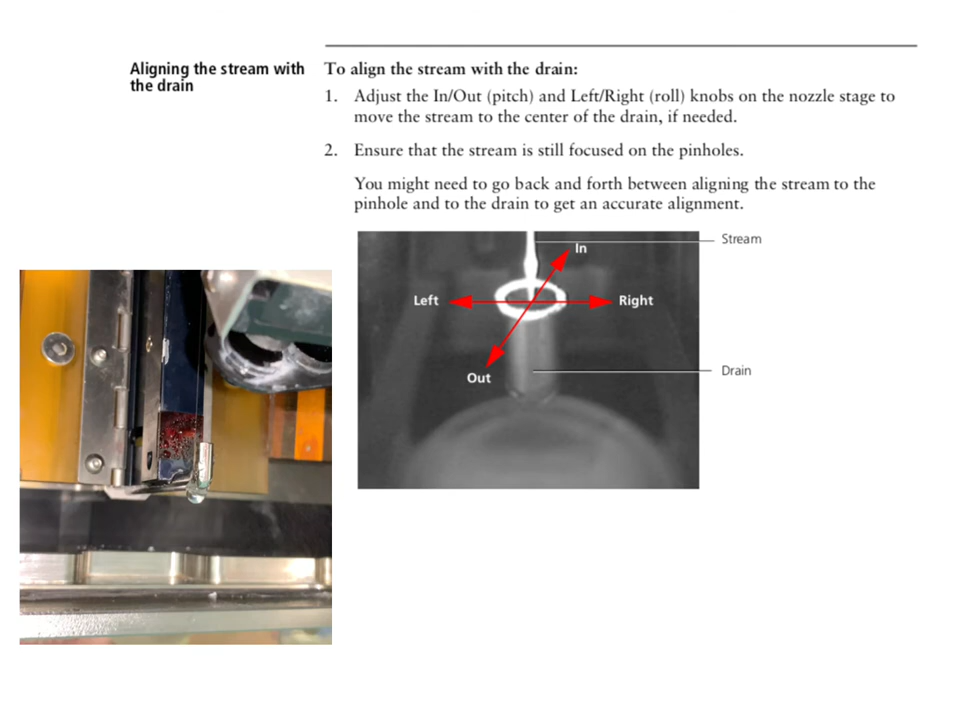 Aligning the stream with
the drain
To align the stream with the drain:
1. Adjust the In/Out (pitch) and Left/Right (roll) knobs on the nozzle stage to
move the stream to the center of the drain, if needed.
2. Ensure that the stream is still focused on the pinholes.
You might need to go back and forth between aligning the stream to the
pinhole and to the drain to get an accurate alignment.
Stream
In
Left
Right
Out
Drain